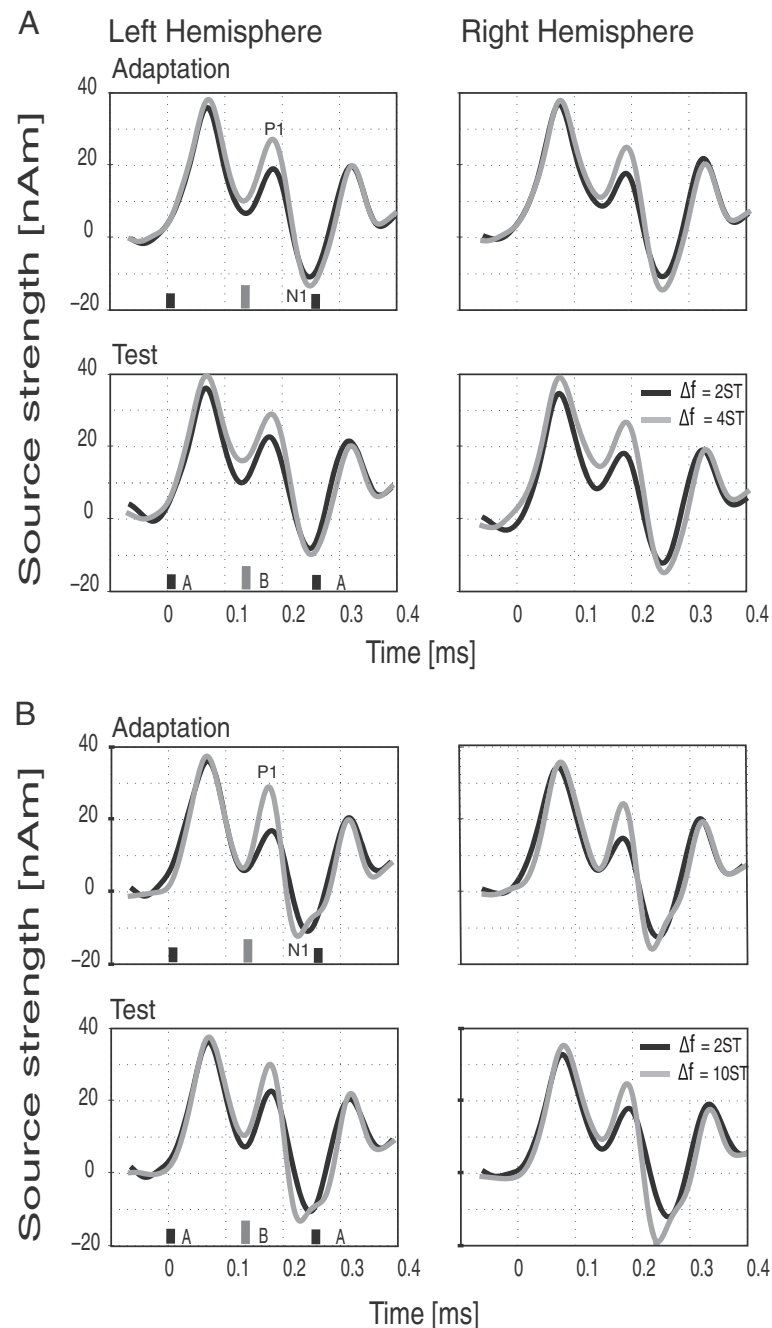 A
Left Hemisphere Right Hemisphere
Adaptation
Source strength [nAm]
40
20
0
−20
P1
N1
Test
40
20
0
−20
A B A
Δf = 2ST
Δf = 4ST
0 0.1 0.2 0.3 0.4 0 0.1 0.2 0.3 0.4
Time [ms]
B
Adaptation
Source strength [nAm]
40
20
0
−20
P1
N1
Test
40
20
0
−20
A B A
Δf = 2ST
Δf = 10ST
0 0.1 0.2 0.3 0.4 0 0.1 0.2 0.3 0.4
Time [ms]